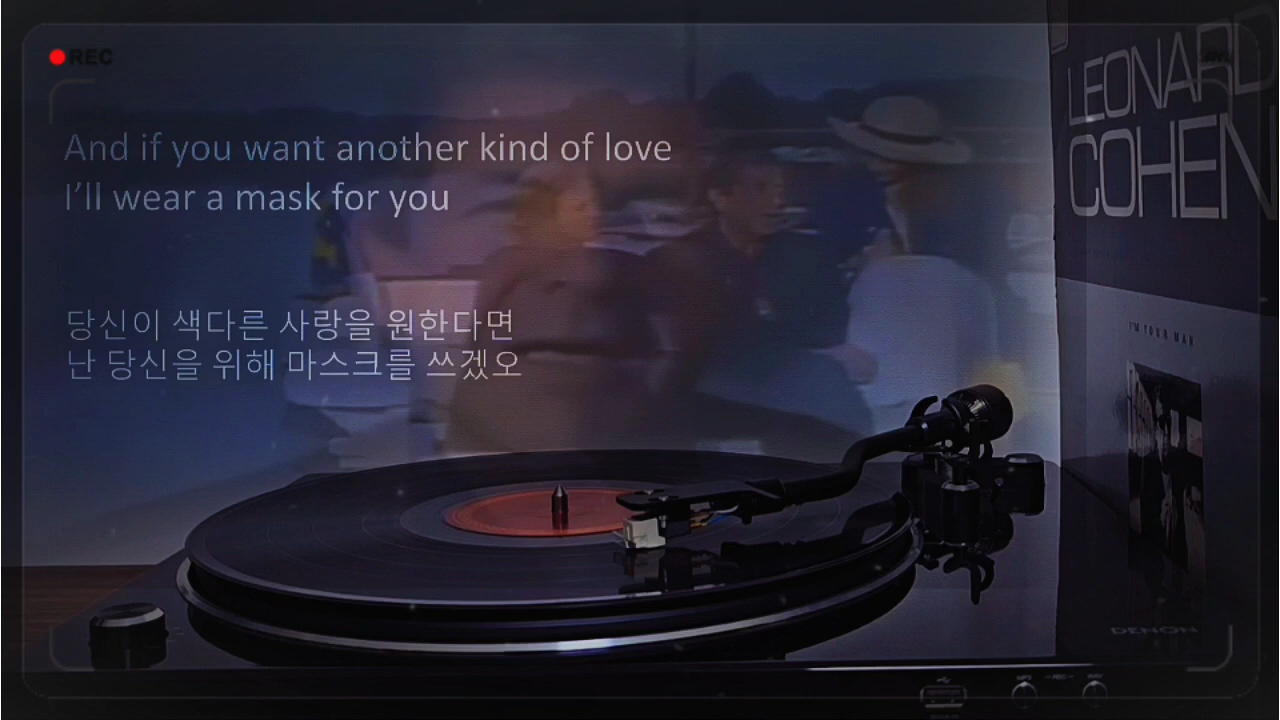 REC
And if you want another kind of love
I'll wear a mask for you
당신이 색다른 사랑을 원한다면
난 당신을 위해 마스크를 쓰겠오
LEONARD
COHEN
I'M YOUR MAN
DENON